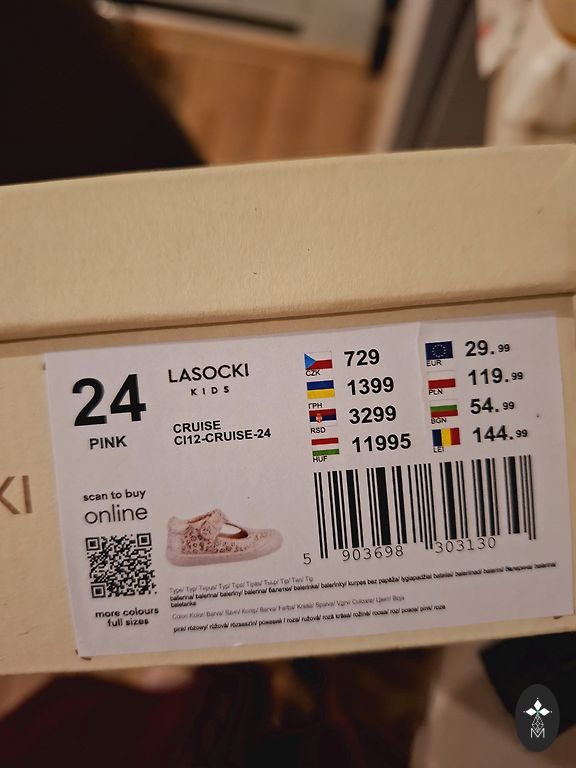 24
PINK
LASOCKI
KIDS
CRUISE
CI12-CRUISE-24
CZK 729
ГРН 1399
RSD 3299
HUF 11995
EUR 29.99
PLN 119.99
BGN 54.99
LEI 144.99
KI
scan to buy
online
more colours
full sizes
5 903698 303130
M